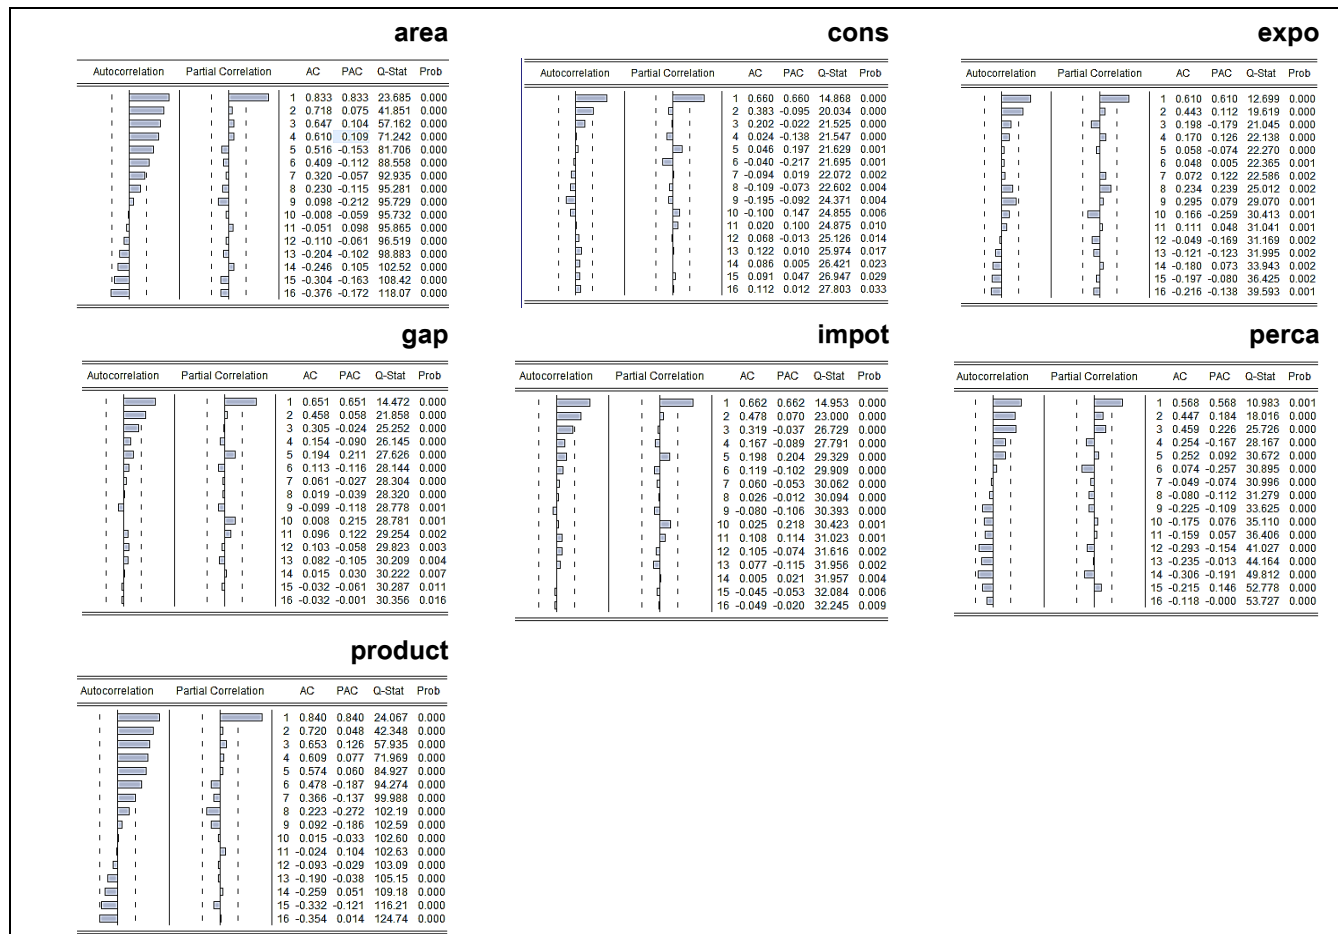 area
Autocorrelation Partial Correlation AC PAC Q-Stat Prob
1 0.833 0.833 23.685 0.000
2 0.718 0.075 41.851 0.000
3 0.647 0.104 57.162 0.000
4 0.610 0.109 71.242 0.000
5 0.516 -0.153 81.706 0.000
6 0.409 -0.112 88.558 0.000
7 0.320 -0.057 92.935 0.000
8 0.230 -0.115 95.281 0.000
9 0.098 -0.212 95.729 0.000
10 -0.008 -0.059 95.732 0.000
11 -0.051 0.098 95.865 0.000
12 -0.110 -0.061 96.519 0.000
13 -0.204 -0.102 98.883 0.000
14 -0.246 0.105 102.52 0.000
15 -0.304 -0.163 108.42 0.000
16 -0.376 -0.172 118.07 0.000
cons
Autocorrelation Partial Correlation AC PAC Q-Stat Prob
1 0.660 0.660 14.868 0.000
2 0.383 -0.095 20.034 0.000
3 0.202 -0.022 21.525 0.000
4 0.024 -0.138 21.547 0.000
5 0.046 0.197 21.629 0.001
6 -0.040 -0.217 21.695 0.001
7 -0.094 0.019 22.072 0.002
8 -0.109 -0.073 22.602 0.004
9 -0.195 -0.092 24.371 0.004
10 -0.100 0.147 24.855 0.006
11 0.020 0.100 24.875 0.010
12 0.068 -0.013 25.126 0.014
13 0.122 0.010 25.974 0.017
14 0.086 0.005 26.421 0.023
15 0.091 0.047 26.947 0.029
16 0.112 0.012 27.803 0.033
expo
Autocorrelation Partial Correlation AC PAC Q-Stat Prob
1 0.610 0.610 12.699 0.000
2 0.443 0.112 19.619 0.000
3 0.198 -0.179 21.045 0.000
4 0.170 0.126 22.138 0.000
5 0.058 -0.074 22.270 0.000
6 0.048 0.005 22.365 0.001
7 0.072 0.122 22.586 0.002
8 0.234 0.239 25.012 0.002
9 0.295 0.079 29.070 0.001
10 0.166 -0.259 30.413 0.001
11 0.111 0.048 31.041 0.001
12 -0.049 -0.169 31.169 0.002
13 -0.121 -0.123 31.995 0.002
14 -0.180 0.073 33.943 0.002
15 -0.197 -0.080 36.425 0.002
16 -0.216 -0.138 39.593 0.001
gap
Autocorrelation Partial Correlation AC PAC Q-Stat Prob
1 0.651 0.651 14.472 0.000
2 0.458 0.058 21.858 0.000
3 0.305 -0.024 25.252 0.000
4 0.154 -0.090 26.145 0.000
5 0.194 0.211 27.626 0.000
6 0.113 -0.116 28.144 0.000
7 0.061 -0.027 28.304 0.000
8 0.019 -0.039 28.320 0.000
9 -0.099 -0.118 28.778 0.001
10 0.008 0.215 28.781 0.001
11 0.096 0.122 29.254 0.002
12 0.103 -0.058 29.823 0.003
13 0.082 -0.105 30.209 0.004
14 0.015 0.030 30.222 0.007
15 -0.032 -0.061 30.287 0.011
16 -0.032 -0.001 30.356 0.016
impot
Autocorrelation Partial Correlation AC PAC Q-Stat Prob
1 0.662 0.662 14.953 0.000
2 0.478 0.070 23.000 0.000
3 0.319 -0.037 26.729 0.000
4 0.167 -0.089 27.791 0.000
5 0.198 0.204 29.329 0.000
6 0.119 -0.102 29.909 0.000
7 0.060 -0.053 30.062 0.000
8 0.026 -0.012 30.094 0.000
9 -0.080 -0.106 30.393 0.000
10 0.025 0.218 30.423 0.001
11 0.108 0.114 31.023 0.001
12 0.105 -0.074 31.616 0.002
13 0.077 -0.115 31.956 0.002
14 0.005 0.021 31.957 0.004
15 -0.045 -0.053 32.084 0.006
16 -0.049 -0.020 32.245 0.009
perca
Autocorrelation Partial Correlation AC PAC Q-Stat Prob
1 0.568 0.568 10.983 0.001
2 0.447 0.184 18.016 0.000
3 0.459 0.226 25.726 0.000
4 0.254 -0.167 28.167 0.000
5 0.252 0.092 30.672 0.000
6 0.074 -0.257 30.895 0.000
7 -0.049 -0.074 30.996 0.000
8 -0.080 -0.112 31.279 0.000
9 -0.225 -0.109 33.625 0.000
10 -0.175 0.076 35.110 0.000
11 -0.159 0.057 36.406 0.000
12 -0.293 -0.154 41.027 0.000
13 -0.235 -0.013 44.164 0.000
14 -0.306 -0.191 49.812 0.000
15 -0.215 0.146 52.778 0.000
16 -0.118 -0.000 53.727 0.000
product
Autocorrelation Partial Correlation AC PAC Q-Stat Prob
1 0.840 0.840 24.067 0.000
2 0.720 0.048 42.348 0.000
3 0.653 0.126 57.935 0.000
4 0.609 0.077 71.969 0.000
5 0.574 0.060 84.927 0.000
6 0.478 -0.187 94.274 0.000
7 0.366 -0.137 99.988 0.000
8 0.223 -0.272 102.19 0.000
9 0.092 -0.186 102.59 0.000
10 0.015 -0.033 102.60 0.000
11 -0.024 0.104 102.63 0.000
12 -0.093 -0.029 103.09 0.000
13 -0.190 -0.038 105.15 0.000
14 -0.259 0.051 109.18 0.000
15 -0.332 -0.121 116.21 0.000
16 -0.354 0.014 124.74 0.000